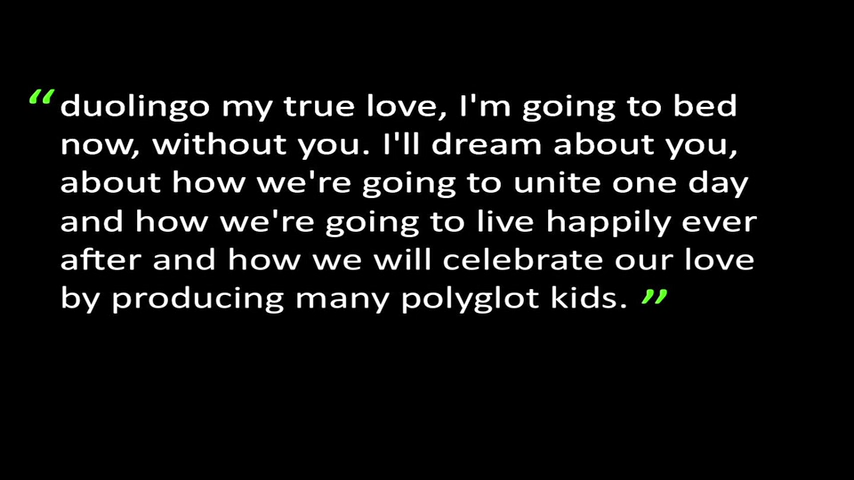 “duolingo my true love, I'm going to bed
now, without you. I'll dream about you,
about how we're going to unite one day
and how we're going to live happily ever
after and how we will celebrate our love
by producing many polyglot kids.”